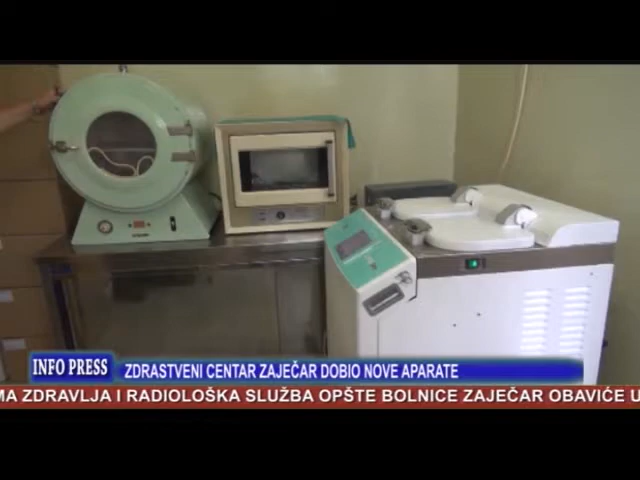 INFO PRESS
ZDRASTVENI CENTAR ZAJEČAR DOBIO NOVE APARATE
MA ZDRAVLJA I RADIOLOŠKA SLUŽBA OPŠTE BOLNICE ZAJEČAR OBAVIĆE U